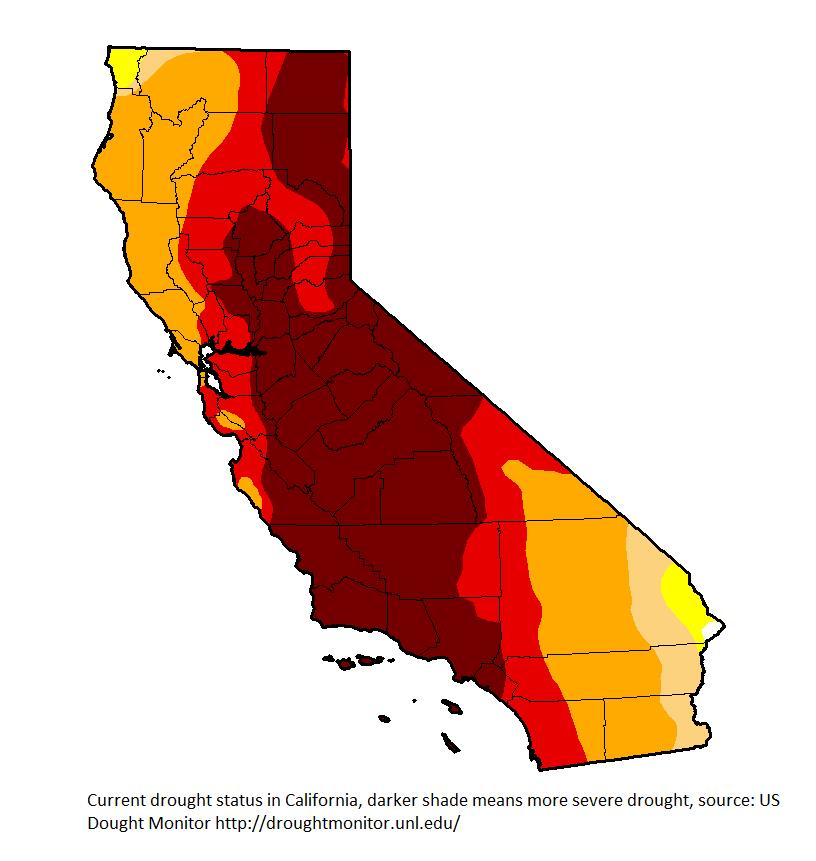 Current drought status in California, darker shade means more severe drought, source: US
Dought Monitor http://droughtmonitor.unl.edu/